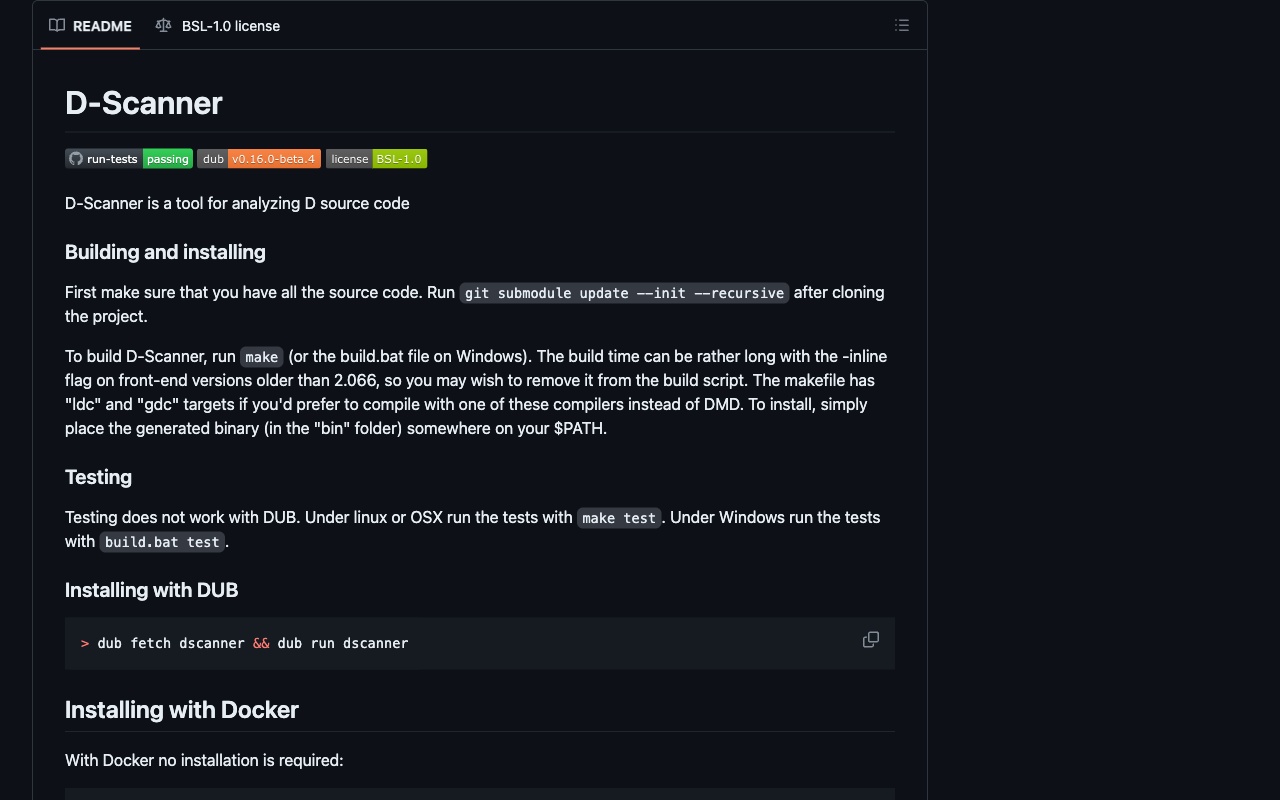 README BSL-1.0 license
D-Scanner
run-tests passing dub v0.16.0-beta.4 license BSL-1.0
D-Scanner is a tool for analyzing D source code
Building and installing
First make sure that you have all the source code. Run git submodule update --init --recursive after cloning
the project.
To build D-Scanner, run make (or the build.bat file on Windows). The build time can be rather long with the -inline
flag on front-end versions older than 2.066, so you may wish to remove it from the build script. The makefile has
"ldc" and "gdc" targets if you'd prefer to compile with one of these compilers instead of DMD. To install, simply
place the generated binary (in the "bin" folder) somewhere on your $PATH.
Testing
Testing does not work with DUB. Under linux or OSX run the tests with make test. Under Windows run the tests
with build.bat test.
Installing with DUB
> dub fetch dscanner && dub run dscanner
Installing with Docker
With Docker no installation is required: